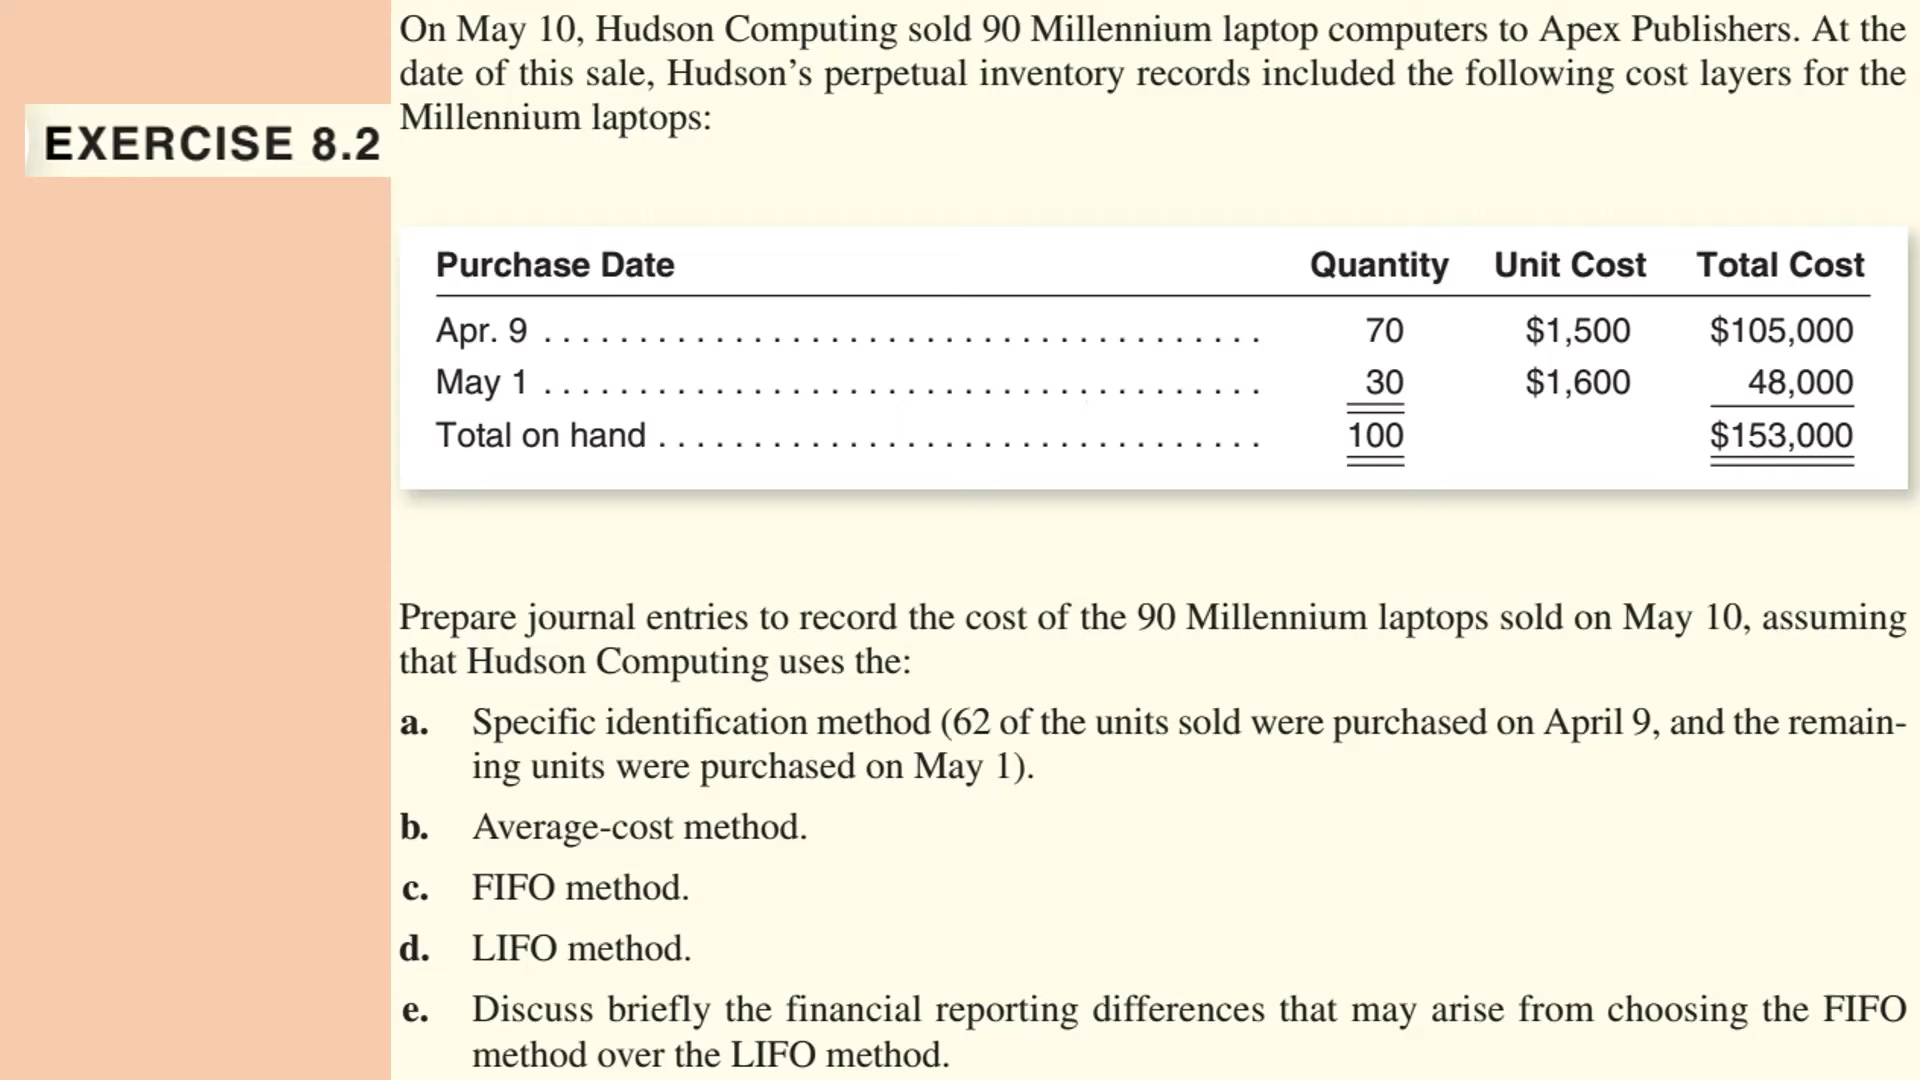 On May 10, Hudson Computing sold 90 Millennium laptop computers to Apex Publishers. At the
date of this sale, Hudson’s perpetual inventory records included the following cost layers for the
Millennium laptops:
EXERCISE 8.2
Purchase Date Quantity Unit Cost Total Cost
Apr. 9 . . . . . . . . . . . . . . . . . . . . . . . . . . . . . . . . . . . . . . 70 $1,500 $105,000
May 1 . . . . . . . . . . . . . . . . . . . . . . . . . . . . . . . . . . . . . . 30 $1,600 48,000
Total on hand . . . . . . . . . . . . . . . . . . . . . . . . . . . . . . . . 100 $153,000
Prepare journal entries to record the cost of the 90 Millennium laptops sold on May 10, assuming
that Hudson Computing uses the:
a. Specific identification method (62 of the units sold were purchased on April 9, and the remain-
ing units were purchased on May 1).
b. Average-cost method.
c. FIFO method.
d. LIFO method.
e. Discuss briefly the financial reporting differences that may arise from choosing the FIFO
method over the LIFO method.